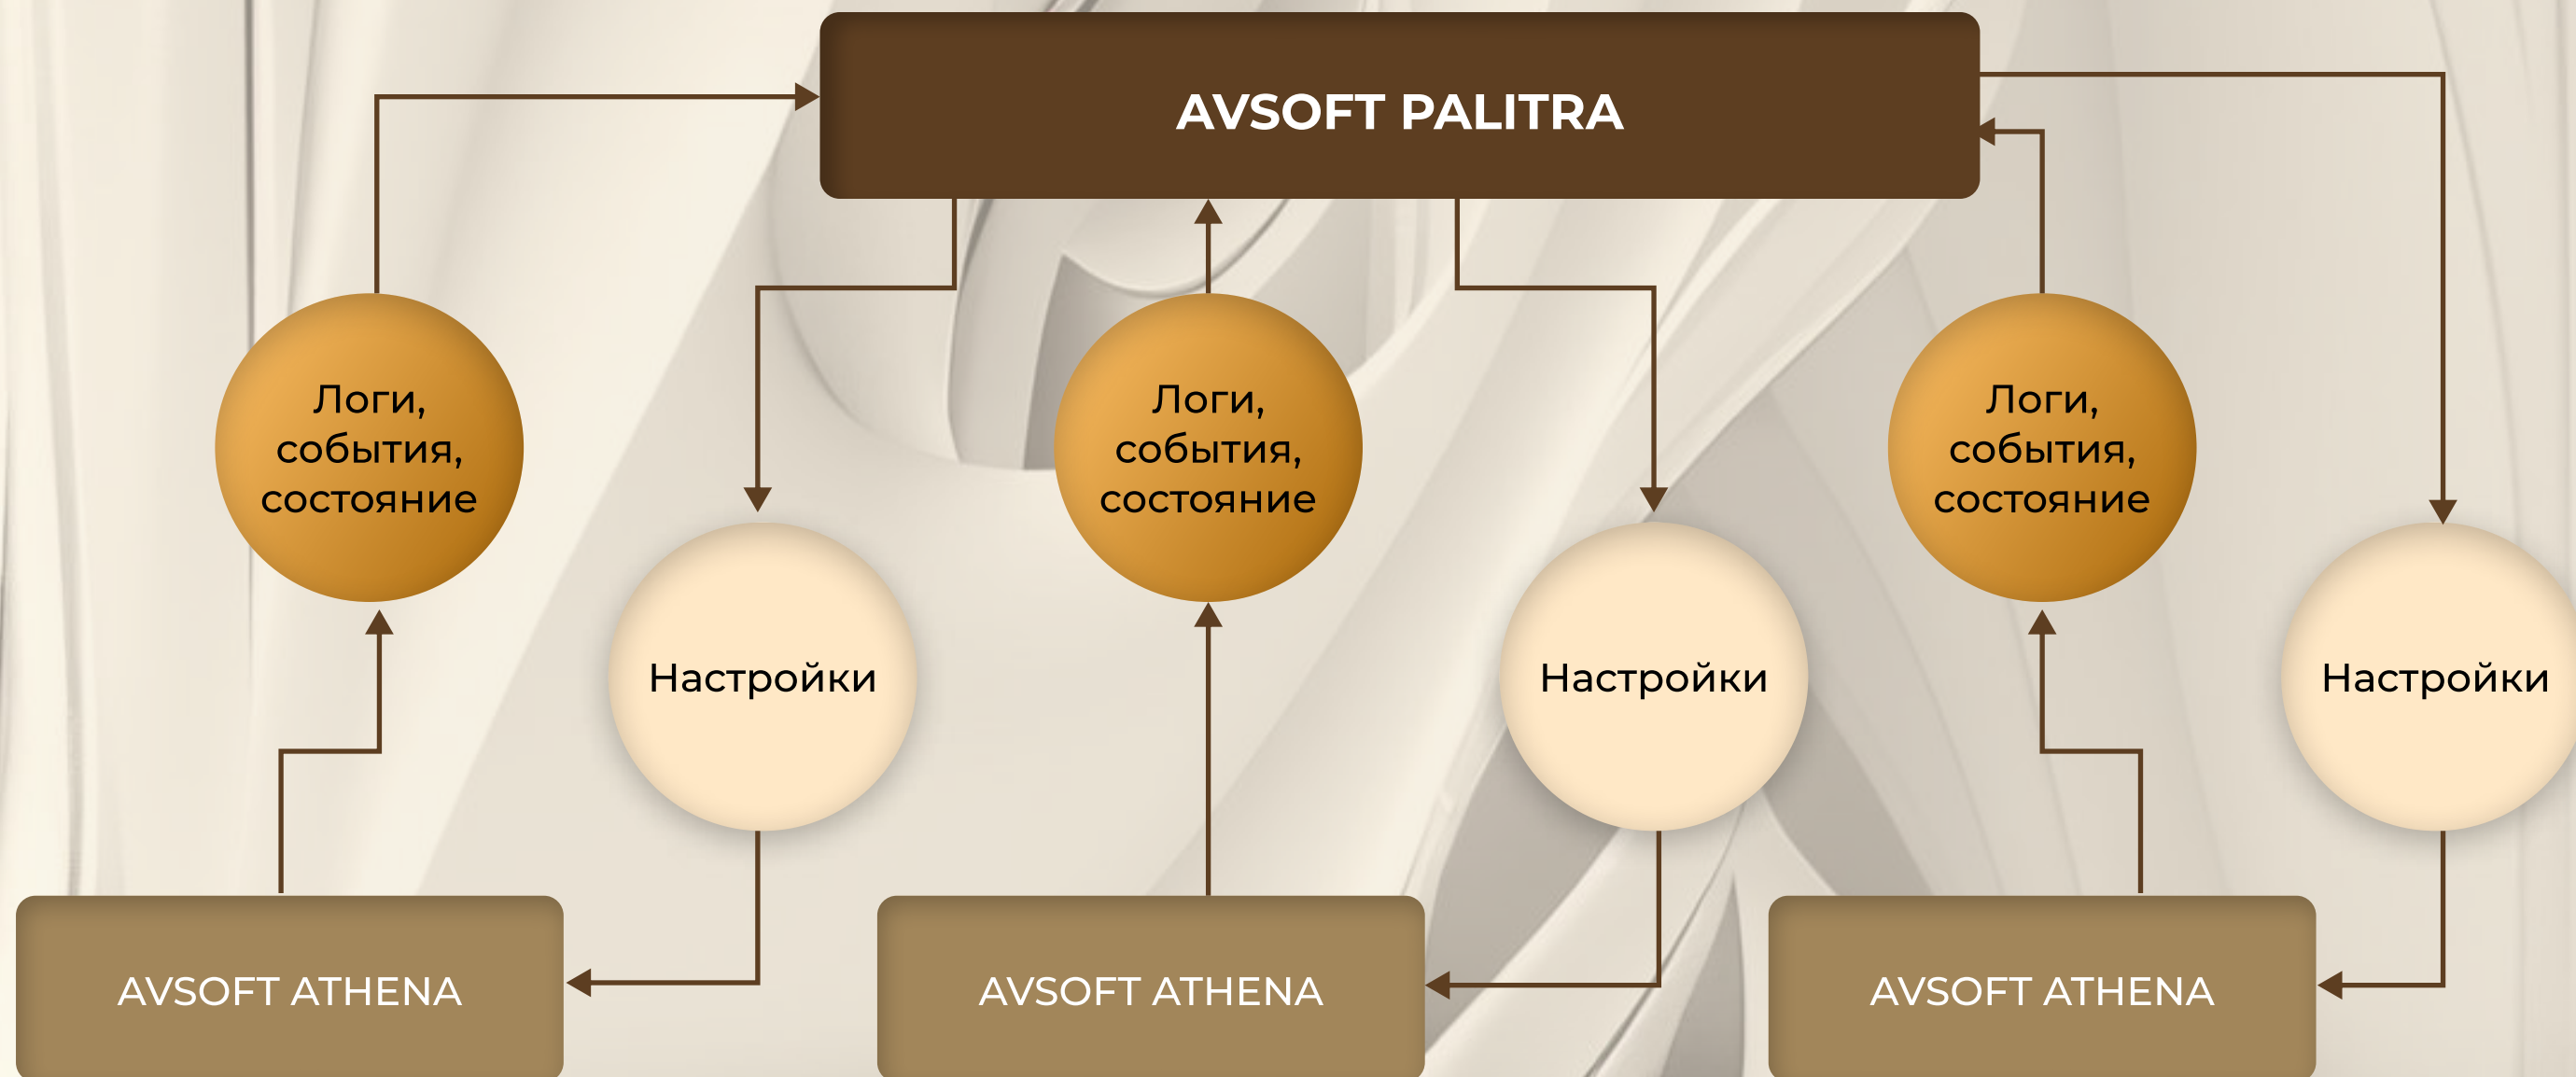 AVSOFT PALITRA
Логи,
события,
состояние
Логи,
события,
состояние
Логи,
события,
состояние
Настройки
Настройки
Настройки
AVSOFT ATHENA
AVSOFT ATHENA
AVSOFT ATHENA